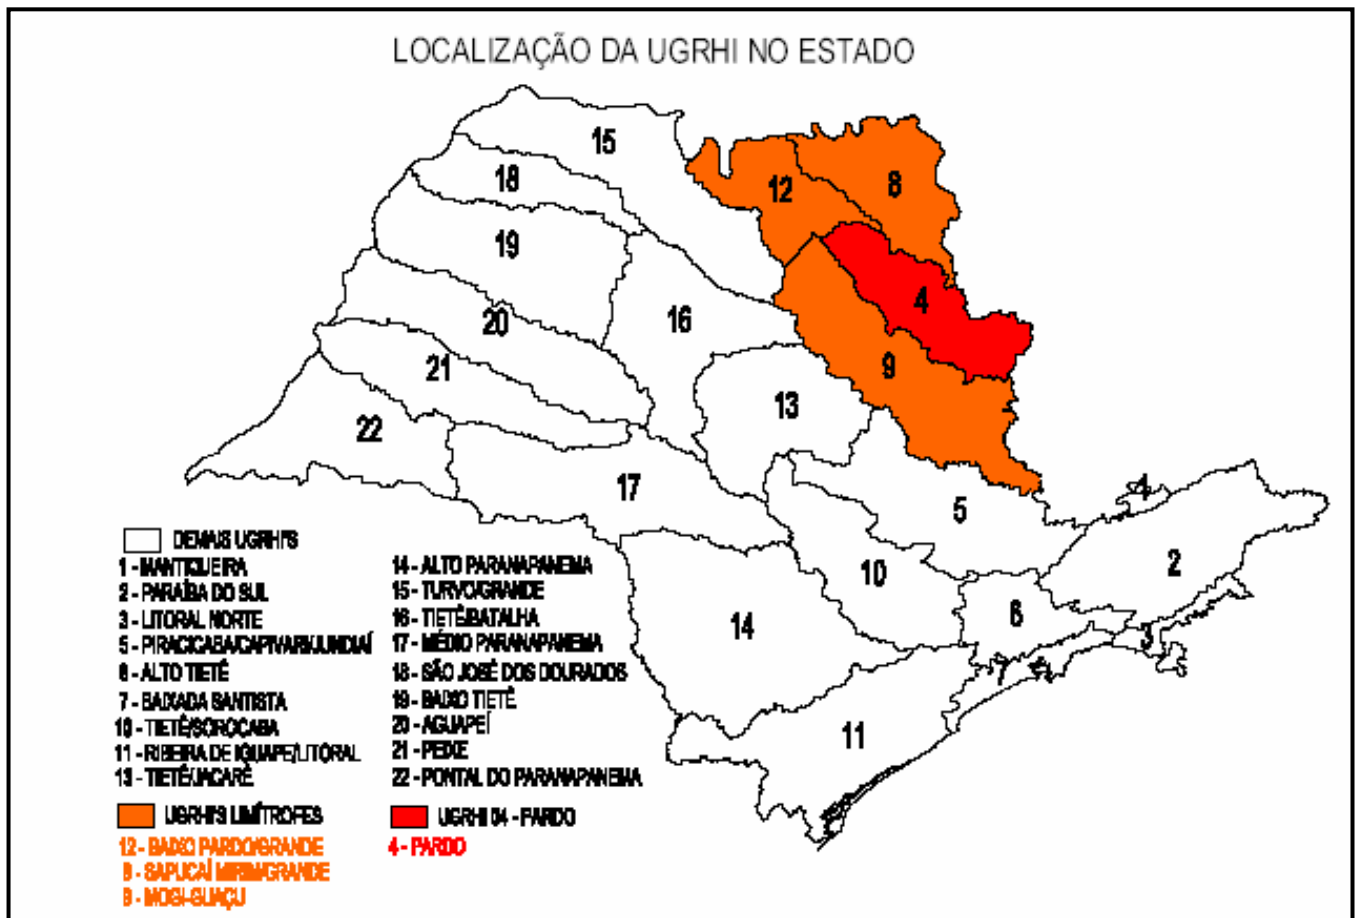 LOCALIZAÇÃO DA UGRHI NO ESTADO
15
18
12
8
19
4
16
20
9
21
13
22
17
5
1
2
10
6
14
3
7
11
DEMAIS UGRHI'S
1 - MANTIQUEIRA
2 - PARAÍBA DO SUL
3 - LITORAL NORTE
5 - PIRACICABA/CAPIVARI/JUNDIAÍ
6 - ALTO TIETÊ
7 - BAIXADA SANTISTA
10 - TIETÊ/SOROCABA
11 - RIBEIRA DE IGUAPE/LITORAL
13 - TIETÊ/JACARÉ
14 - ALTO PARANAPANEMA
15 - TURVO/GRANDE
16 - TIETÊ/BATALHA
17 - MÉDIO PARANAPANEMA
18 - SÃO JOSÉ DOS DOURADOS
19 - BAIXO TIETÊ
20 - AGUAPEÍ
21 - PEIXE
22 - PONTAL DO PARANAPANEMA
UGRHI'S LIMÍTROFES
12 - BAIXO PARDO/GRANDE
8 - SAPUCAÍ MIRIM/GRANDE
9 - MOGI-GUAÇU
UGRHI 04 - PARDO
4 - PARDO